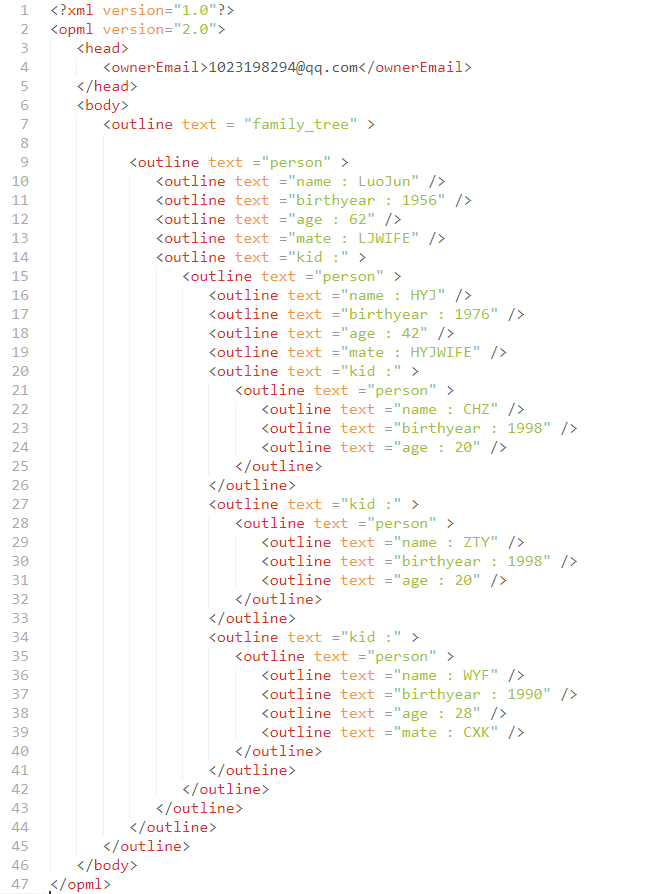 1 <?xml version="1.0"?>
2 <opml version="2.0">
3    <head>
4       <ownerEmail>1023198294@qq.com</ownerEmail>
5    </head>
6    <body>
7       <outline text = "family_tree" >
8
9          <outline text ="person" >
10             <outline text ="name : LuoJun" />
11             <outline text ="birthyear : 1956" />
12             <outline text ="age : 62" />
13             <outline text ="mate : LJWIFE" />
14             <outline text ="kid :" >
15                <outline text ="person" >
16                   <outline text ="name : HYJ" />
17                   <outline text ="birthyear : 1976" />
18                   <outline text ="age : 42" />
19                   <outline text ="mate : HYJWIFE" />
20                   <outline text ="kid :" >
21                      <outline text ="person" >
22                         <outline text ="name : CHZ" />
23                         <outline text ="birthyear : 1998" />
24                         <outline text ="age : 20" />
25                      </outline>
26                   </outline>
27                   <outline text ="kid :" >
28                      <outline text ="person" >
29                         <outline text ="name : ZTY" />
30                         <outline text ="birthyear : 1998" />
31                         <outline text ="age : 20" />
32                      </outline>
33                   </outline>
34                   <outline text ="kid :" >
35                      <outline text ="person" >
36                         <outline text ="name : WYF" />
37                         <outline text ="birthyear : 1990" />
38                         <outline text ="age : 28" />
39                         <outline text ="mate : CXK" />
40                      </outline>
41                   </outline>
42                </outline>
43             </outline>
44          </outline>
45       </outline>
46    </body>
47 </opml>